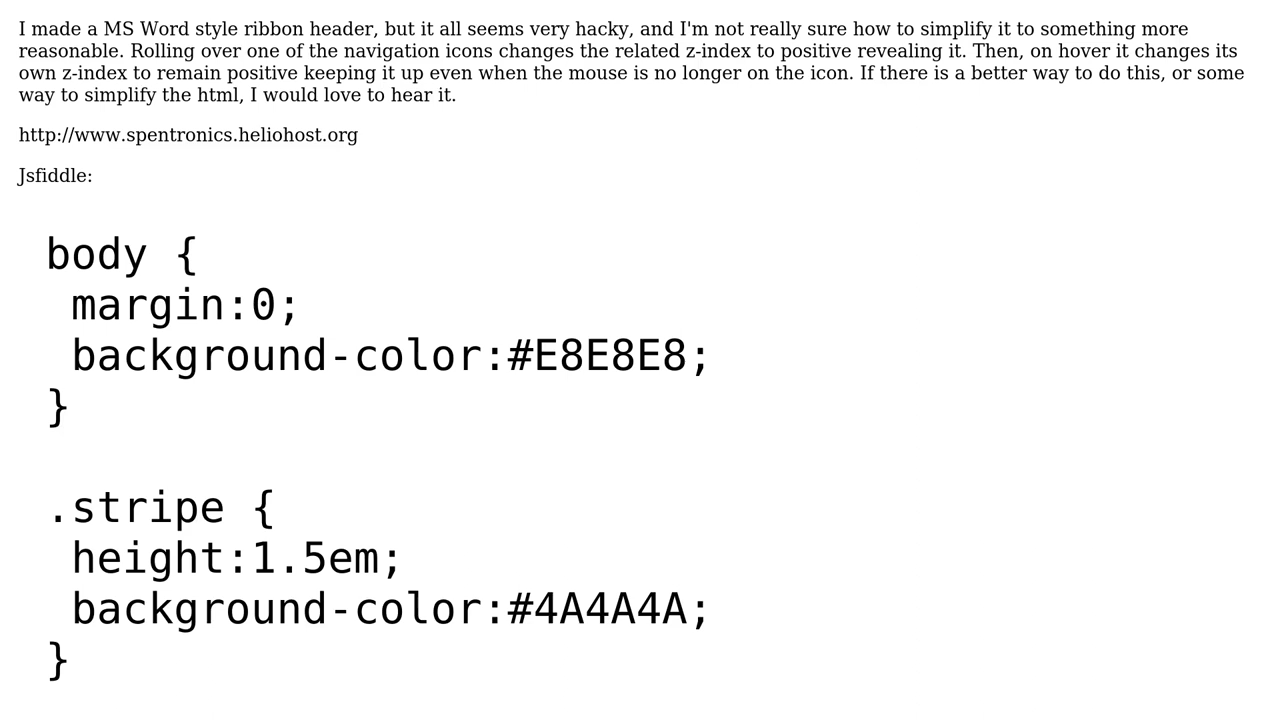 I made a MS Word style ribbon header, but it all seems very hacky, and I'm not really sure how to simplify it to something more
reasonable. Rolling over one of the navigation icons changes the related z-index to positive revealing it. Then, on hover it changes its
own z-index to remain positive keeping it up even when the mouse is no longer on the icon. If there is a better way to do this, or some
way to simplify the html, I would love to hear it.
http://www.spentronics.heliohost.org
Jsfiddle:
body {
 margin:0;
 background-color:#E8E8E8;
}
.stripe {
 height:1.5em;
 background-color:#4A4A4A;
}